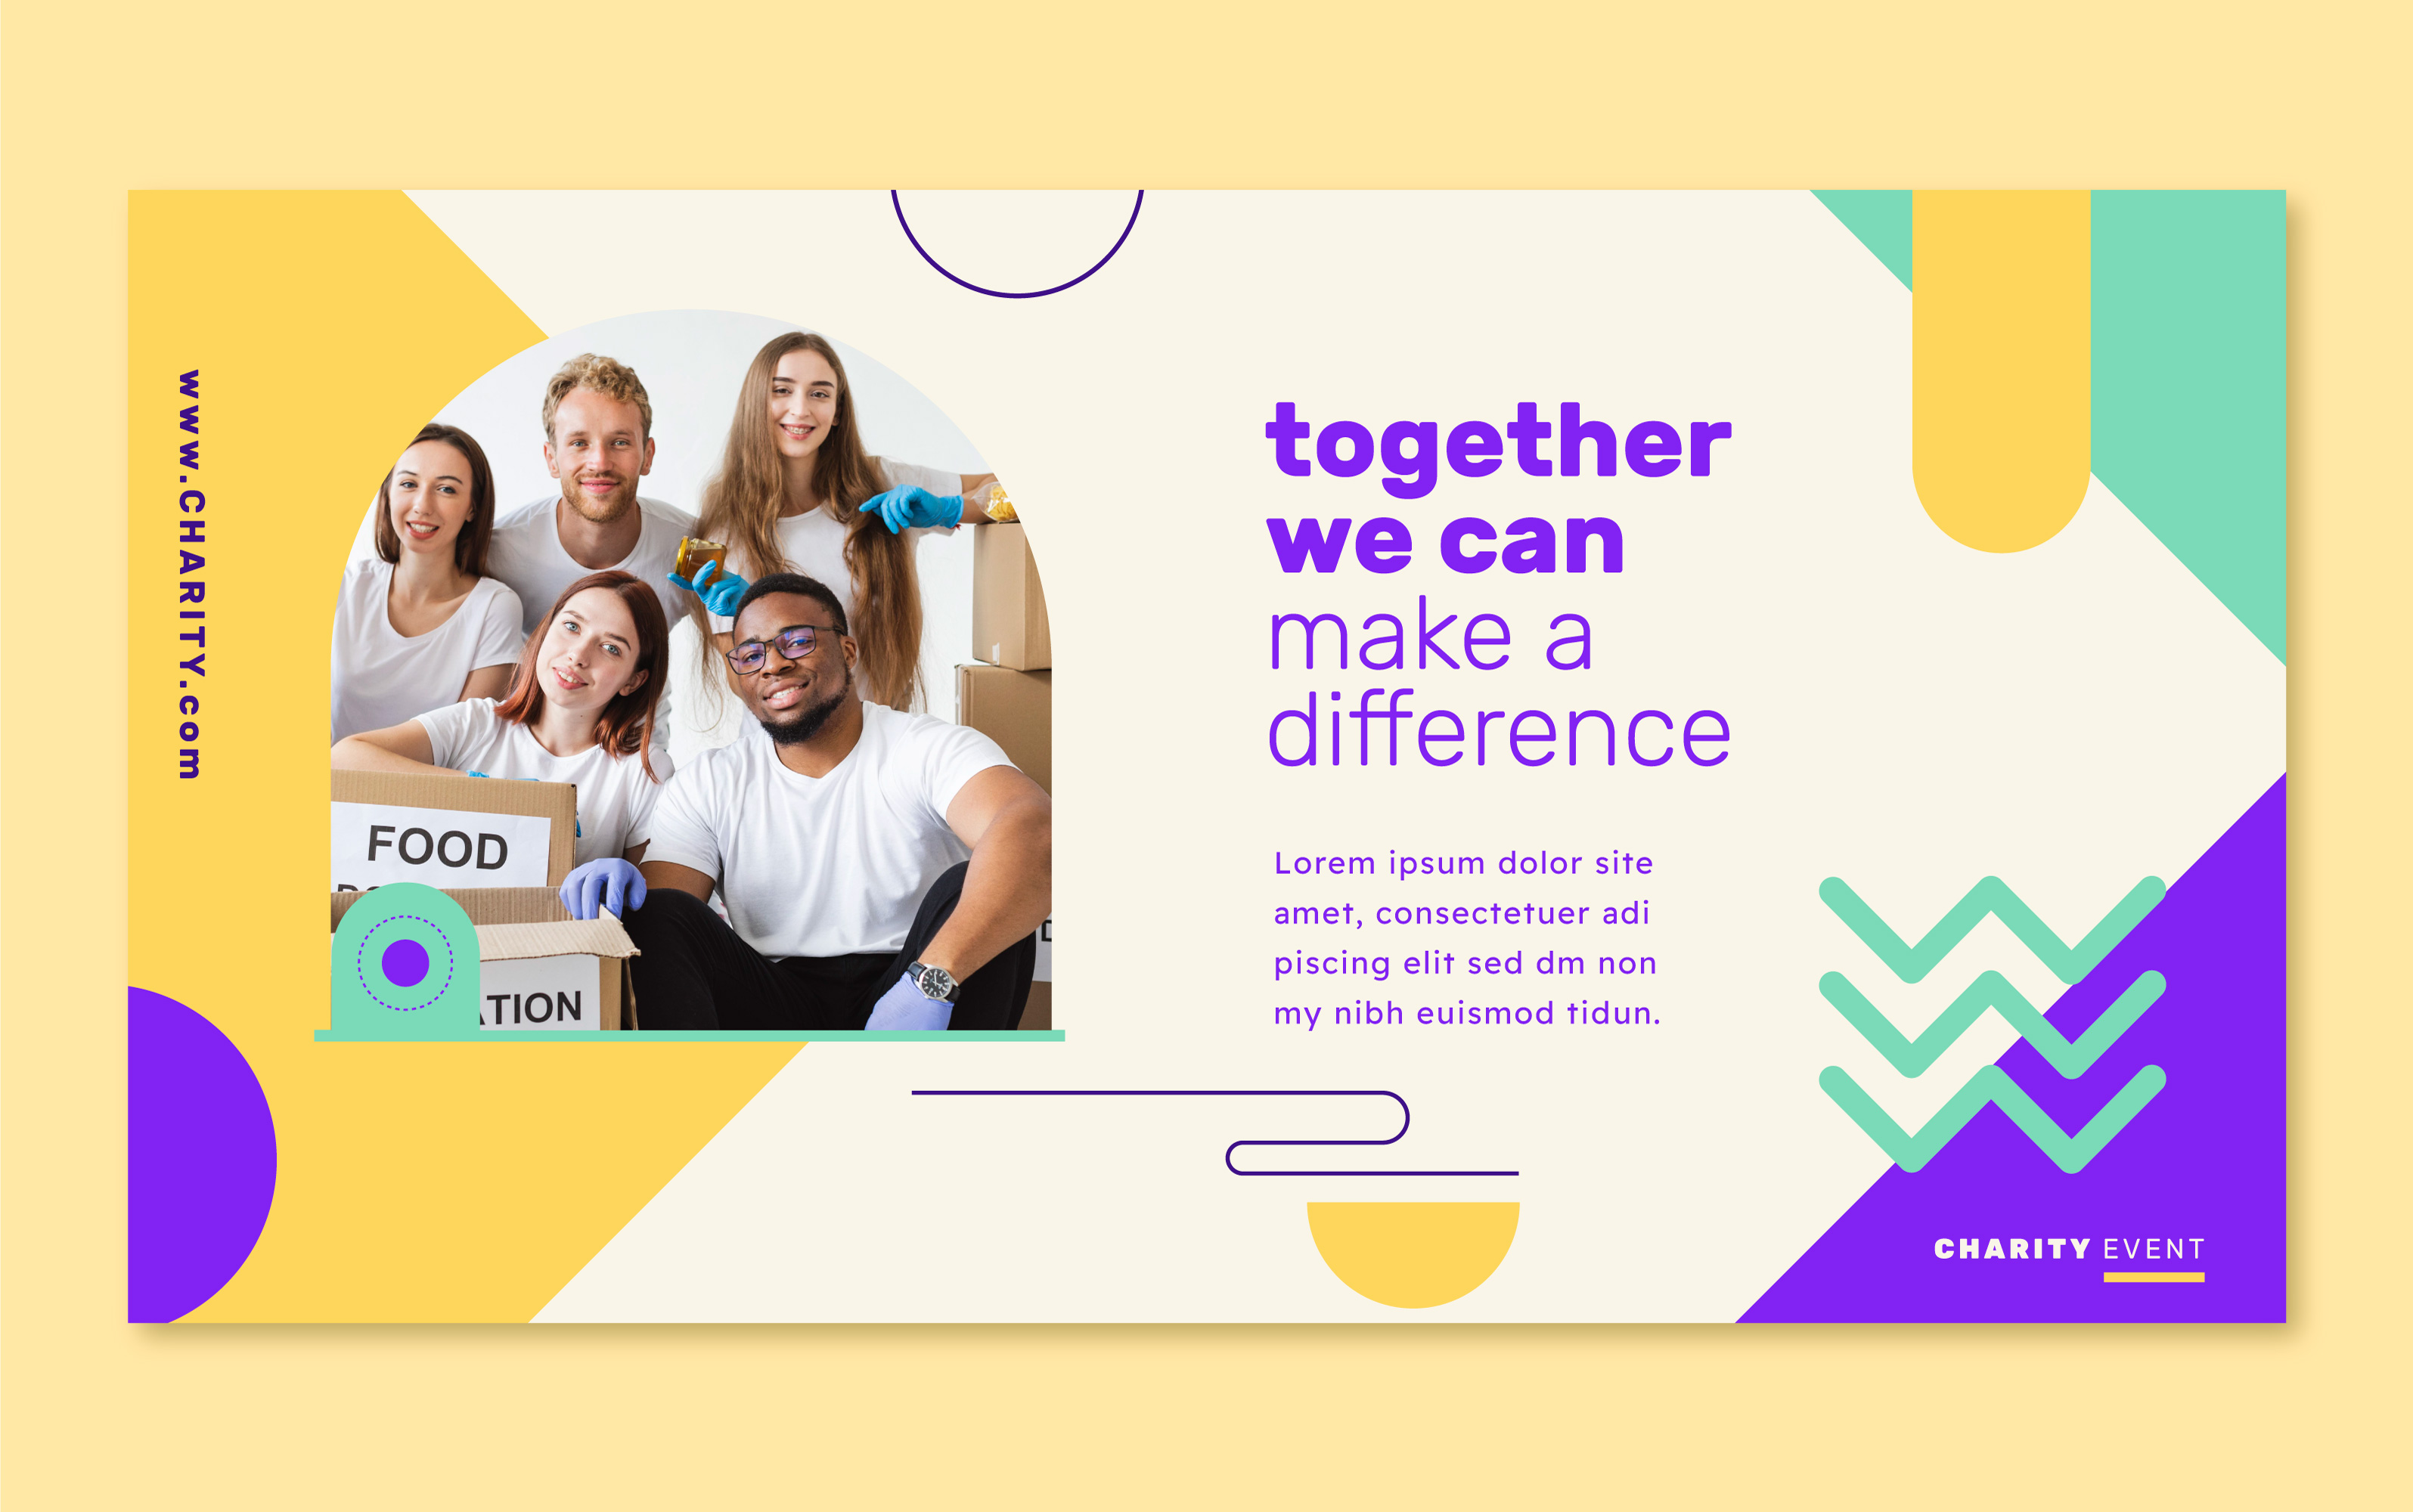 www.CHARITY.com
FOOD
ATION
together
we can
make a
difference
Lorem ipsum dolor site
amet, consectetuer adi
piscing elit sed dm non
my nibh euismod tidun.
CHARITY EVENT